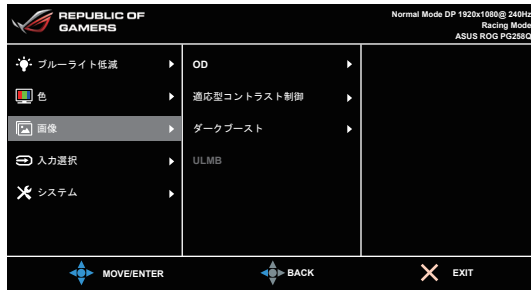 REPUBLIC OF
GAMERS
Normal Mode DP 1920x1080@ 240Hz
Racing Mode
ASUS ROG PG258Q
ブルーライト低減
色
画像
入力選択
システム
OD
適応型コントラスト制御
ダークブースト
ULMB
MOVE/ENTER
BACK
EXIT